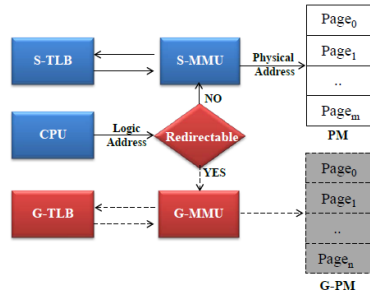 S-TLB
S-MMU
Physical
Address
Page0
Page1
..
Pagem
PM
NO
CPU
Logic
Address
Redirectable
YES
G-TLB
G-MMU
Page0
Page1
..
Pagen
G-PM